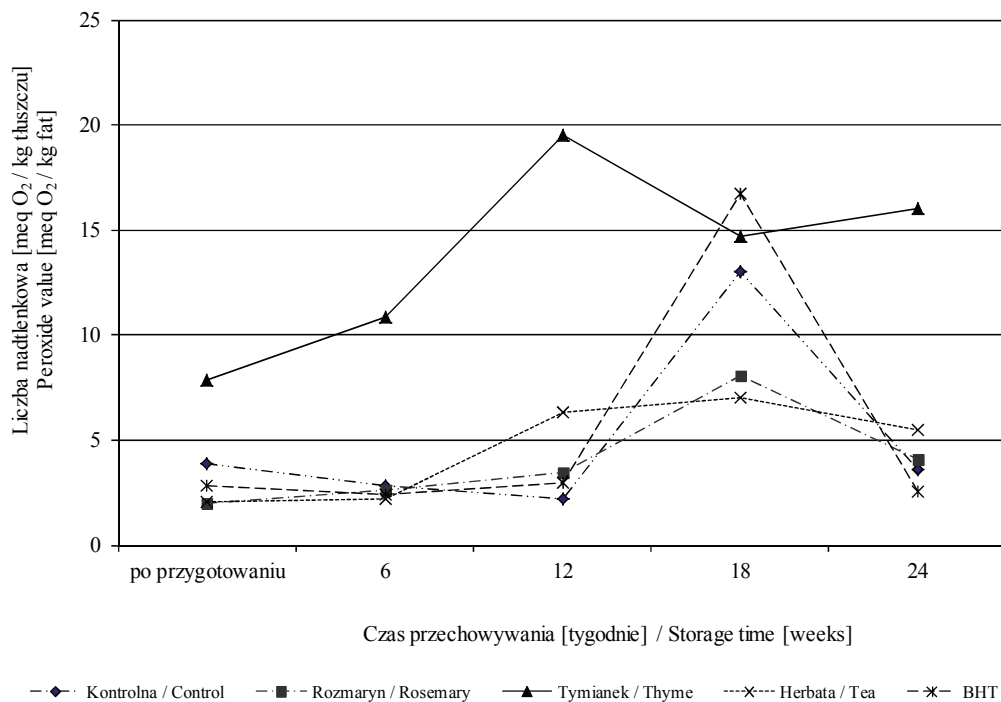 Liczba nadtlenkowa [meq O₂ / kg tłuszczu]
Peroxide value [meq O₂ / kg fat]
25
20
15
10
5
0
po przygotowaniu 6 12 18 24
Czas przechowywania [tygodnie] / Storage time [weeks]
Kontrolna / Control Rozmaryn / Rosemary Tymianek / Thyme Herbata / Tea BHT